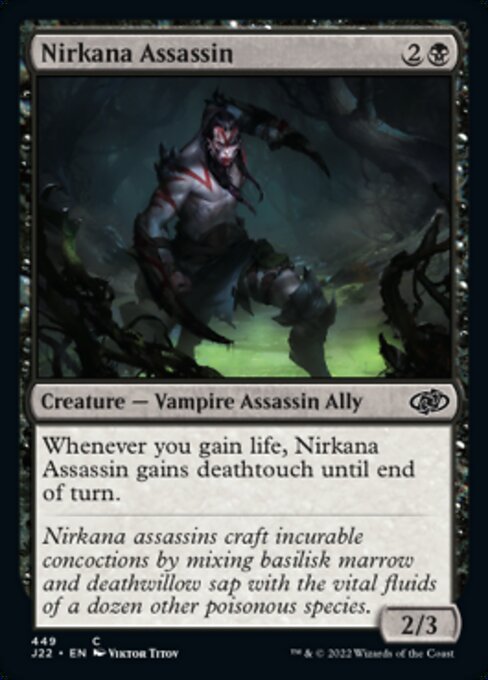 Nirkana Assassin 2
Creature — Vampire Assassin Ally
Whenever you gain life, Nirkana
Assassin gains deathtouch until end
of turn.
Nirkana assassins craft incurable
concoctions by mixing basilisk marrow
and deathwillow sap with the vital fluids
of a dozen other poisonous species.
2/3
449 C
J22 • EN Viktor Titov
™ & © 2022 Wizards of the Coast